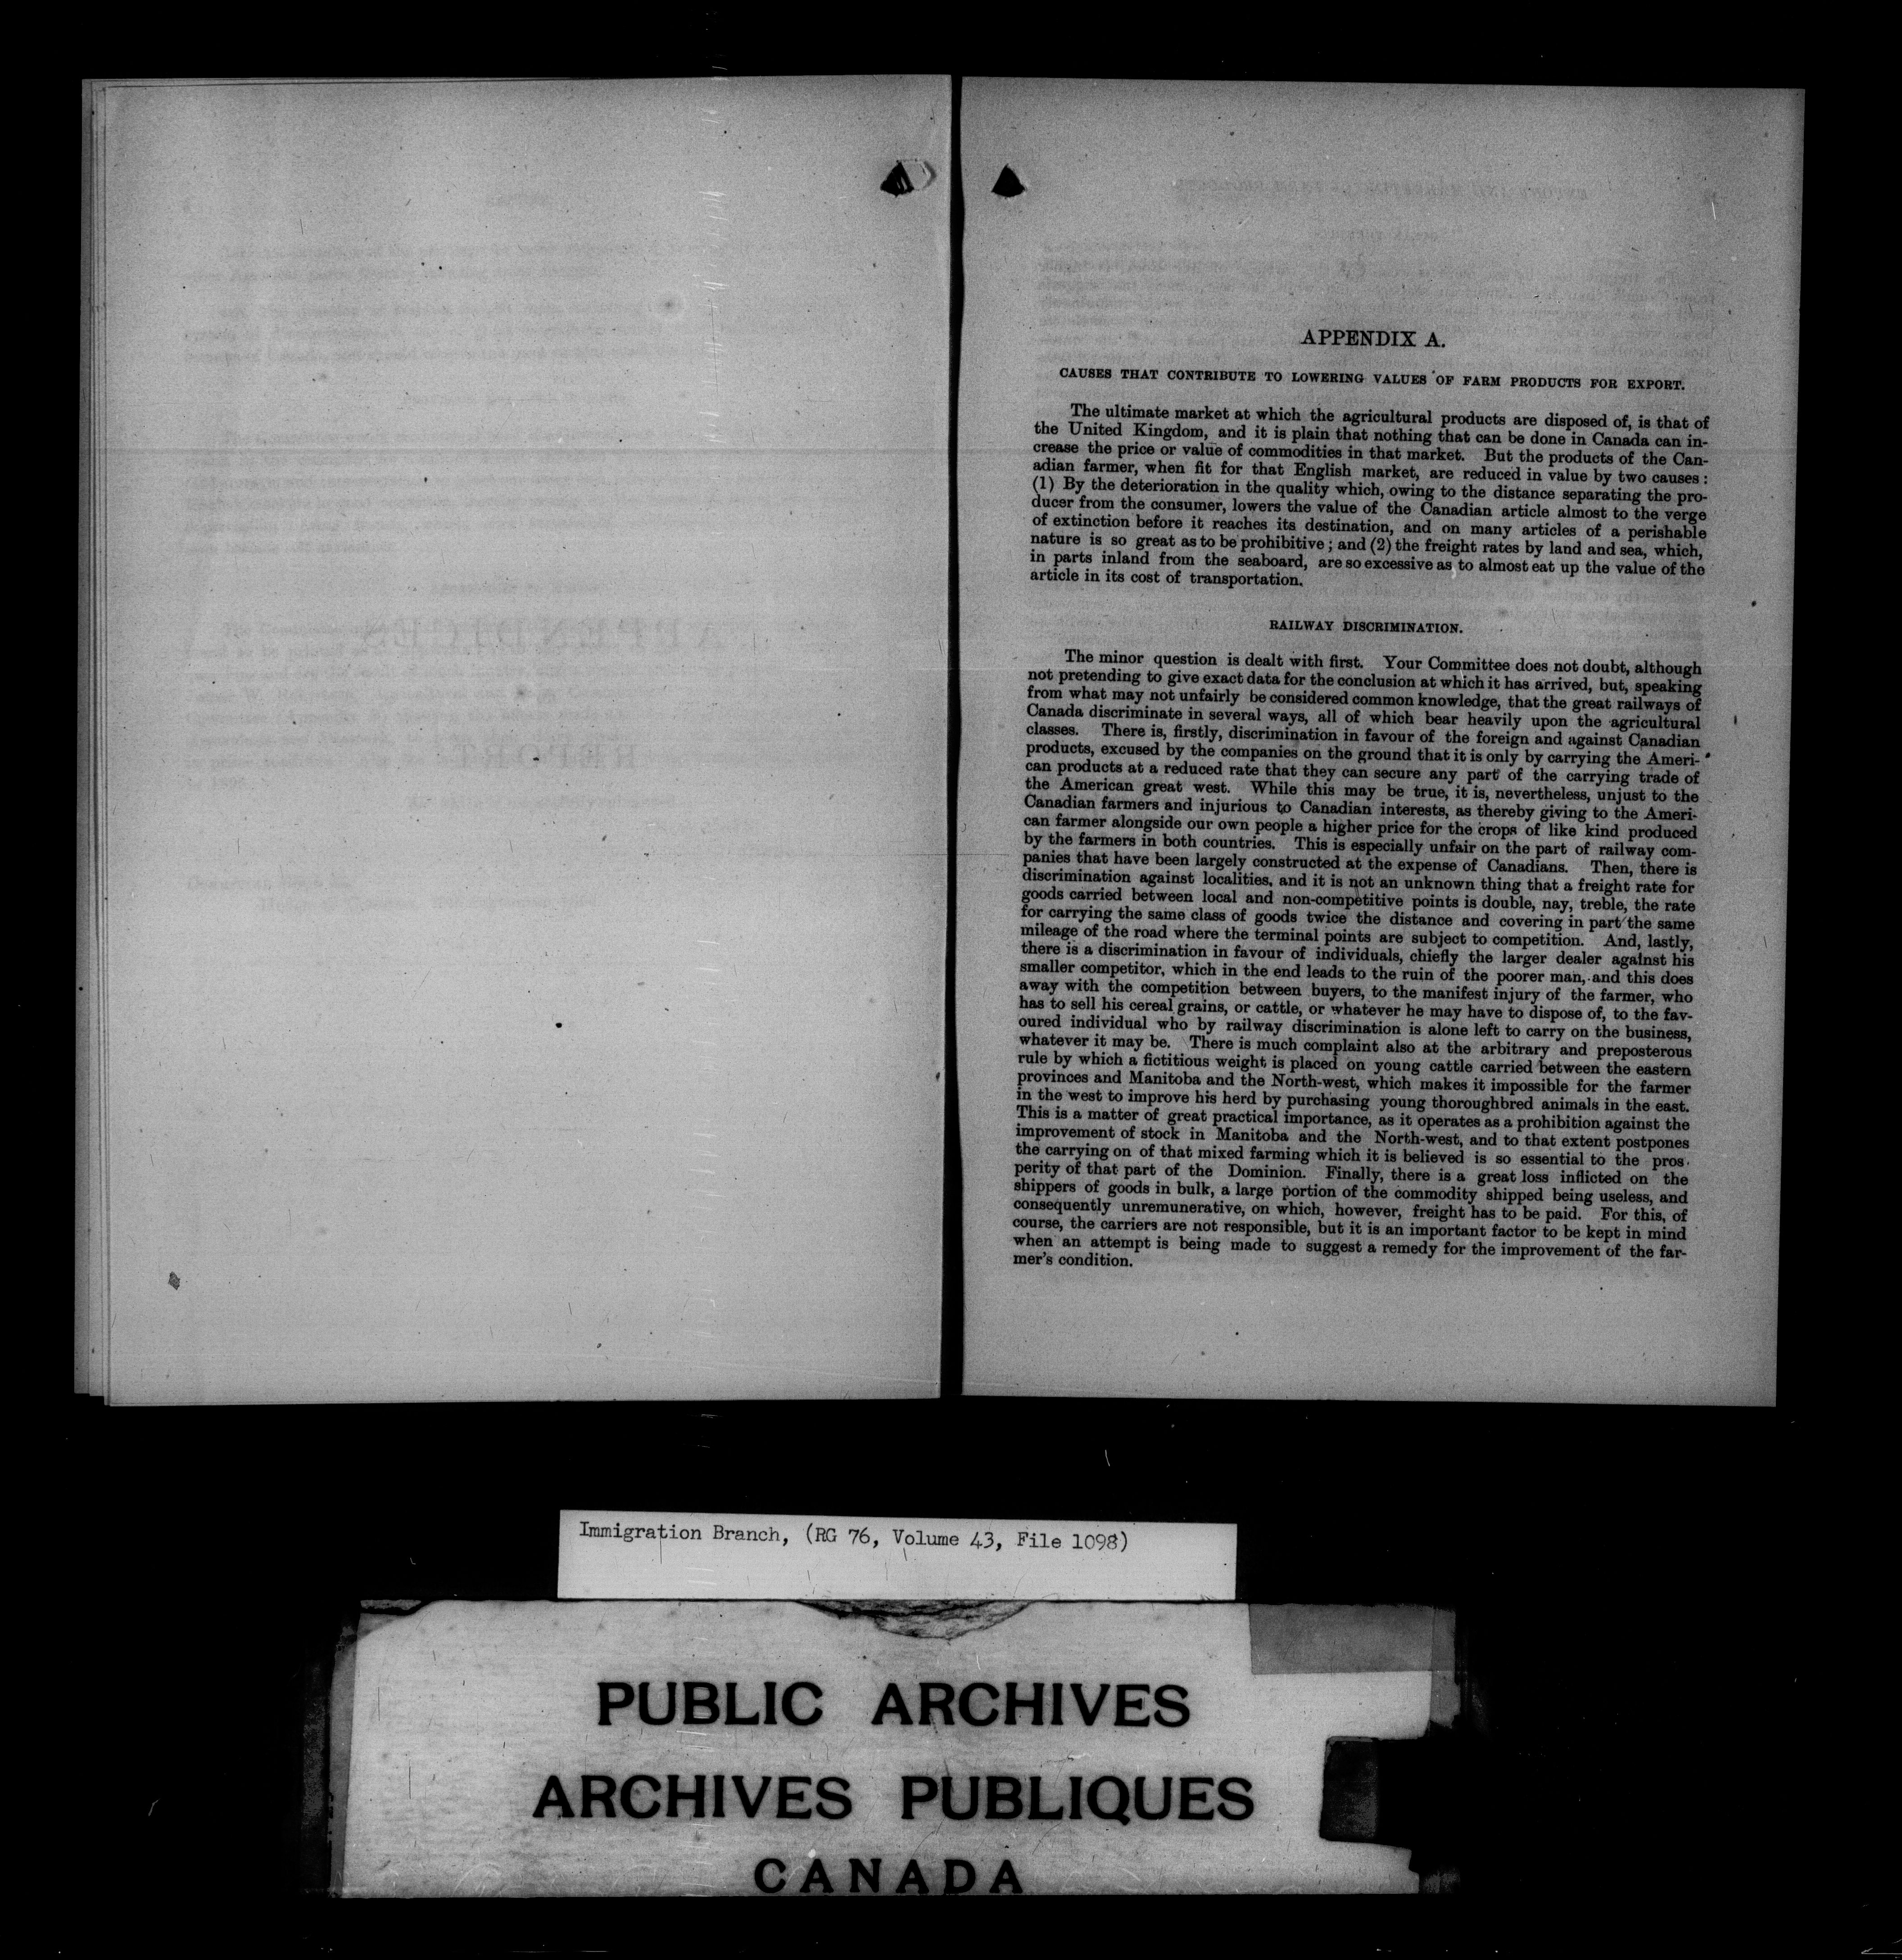 APPENDIX A.
CAUSES THAT CONTRIBUTE TO LOWERING VALUES OF FARM PRODUCTS FOR EXPORT.
The ultimate market at which the agricultural products are disposed of, is that of
the United Kingdom, and it is plain that nothing that can be done in Canada can in-
crease the price or value of commodities in that market. But the products of the Can-
adian farmer, when fit for that English market, are reduced in value by two causes :
(1) By the deterioration in the quality which, owing to the distance separating the pro-
ducer from the consumer, lowers the value of the Canadian article almost to the verge
of extinction before it reaches its destination, and on many articles of a perishable
nature is so great as to be prohibitive ; and (2) the freight rates by land and sea, which,
in parts inland from the seaboard, are so excessive as to almost eat up the value of the
article in its cost of transportation.
RAILWAY DISCRIMINATION.
The minor question is dealt with first. Your Committee does not doubt, although
not pretending to give exact data for the conclusion at which it has arrived, but, speaking
from what may not unfairly be considered common knowledge, that the great railways of
Canada discriminate in several ways, all of which bear heavily upon the agricultural
classes. There is, firstly, discrimination in favour of the foreign and against Canadian
products, excused by the companies on the ground that it is only by carrying the Ameri-
can products at a reduced rate that they can secure any part of the carrying trade of
the American great west. While this may be true, it is, nevertheless, unjust to the
Canadian farmers and injurious to Canadian interests, as thereby giving to the Ameri-
can farmer alongside our own people a higher price for the crops of like kind produced
by the farmers in both countries. This is especially unfair on the part of railway com-
panies that have been largely constructed at the expense of Canadians. Then, there is
discrimination against localities, and it is not an unknown thing that a freight rate for
goods carried between local and non-competitive points is double, nay, treble, the rate
for carrying the same class of goods twice the distance and covering in part the same
mileage of the road where the terminal points are subject to competition. And, lastly,
there is a discrimination in favour of individuals, chiefly the larger dealer against his
smaller competitor, which in the end leads to the ruin of the poorer man, and this does
away with the competition between buyers, to the manifest injury of the farmer, who
has to sell his cereal grains, or cattle, or whatever he may have to dispose of, to the fav-
oured individual who by railway discrimination is alone left to carry on the business,
whatever it may be. There is much complaint also at the arbitrary and preposterous
rule by which a fictitious weight is placed on young cattle carried between the eastern
provinces and Manitoba and the North-west, which makes it impossible for the farmer
in the west to improve his herd by purchasing young thoroughbred animals in the east.
This is a matter of great practical importance, as it operates as a prohibition against the
improvement of stock in Manitoba and the North-west, and to that extent postpones
the carrying on of that mixed farming which it is believed is so essential to the pros-
perity of that part of the Dominion. Finally, there is a great loss inflicted on the
shippers of goods in bulk, a large portion of the commodity shipped being useless, and
consequently unremunerative, on which, however, freight has to be paid. For this, of
course, the carriers are not responsible, but it is an important factor to be kept in mind
when an attempt is being made to suggest a remedy for the improvement of the far-
mer's condition.
Immigration Branch, (RG 76, Volume 43, File 1098)
PUBLIC ARCHIVES
ARCHIVES PUBLIQUES
CANADA